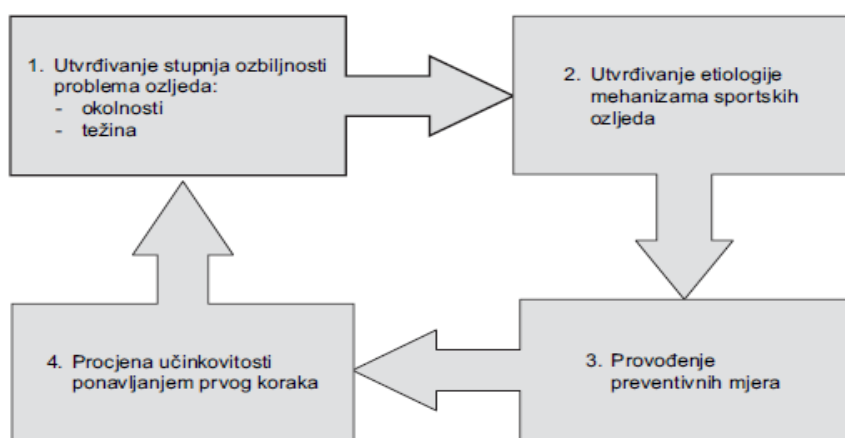 1. Utvrđivanje stupnja ozbiljnosti
problema ozljeda:
- okolnosti
- težina
2. Utvrđivanje etiologije
mehanizama sportskih
ozljeda
3. Provođenje
preventivnih mjera
4. Procjena učinkovitosti
ponavljanjem prvog koraka